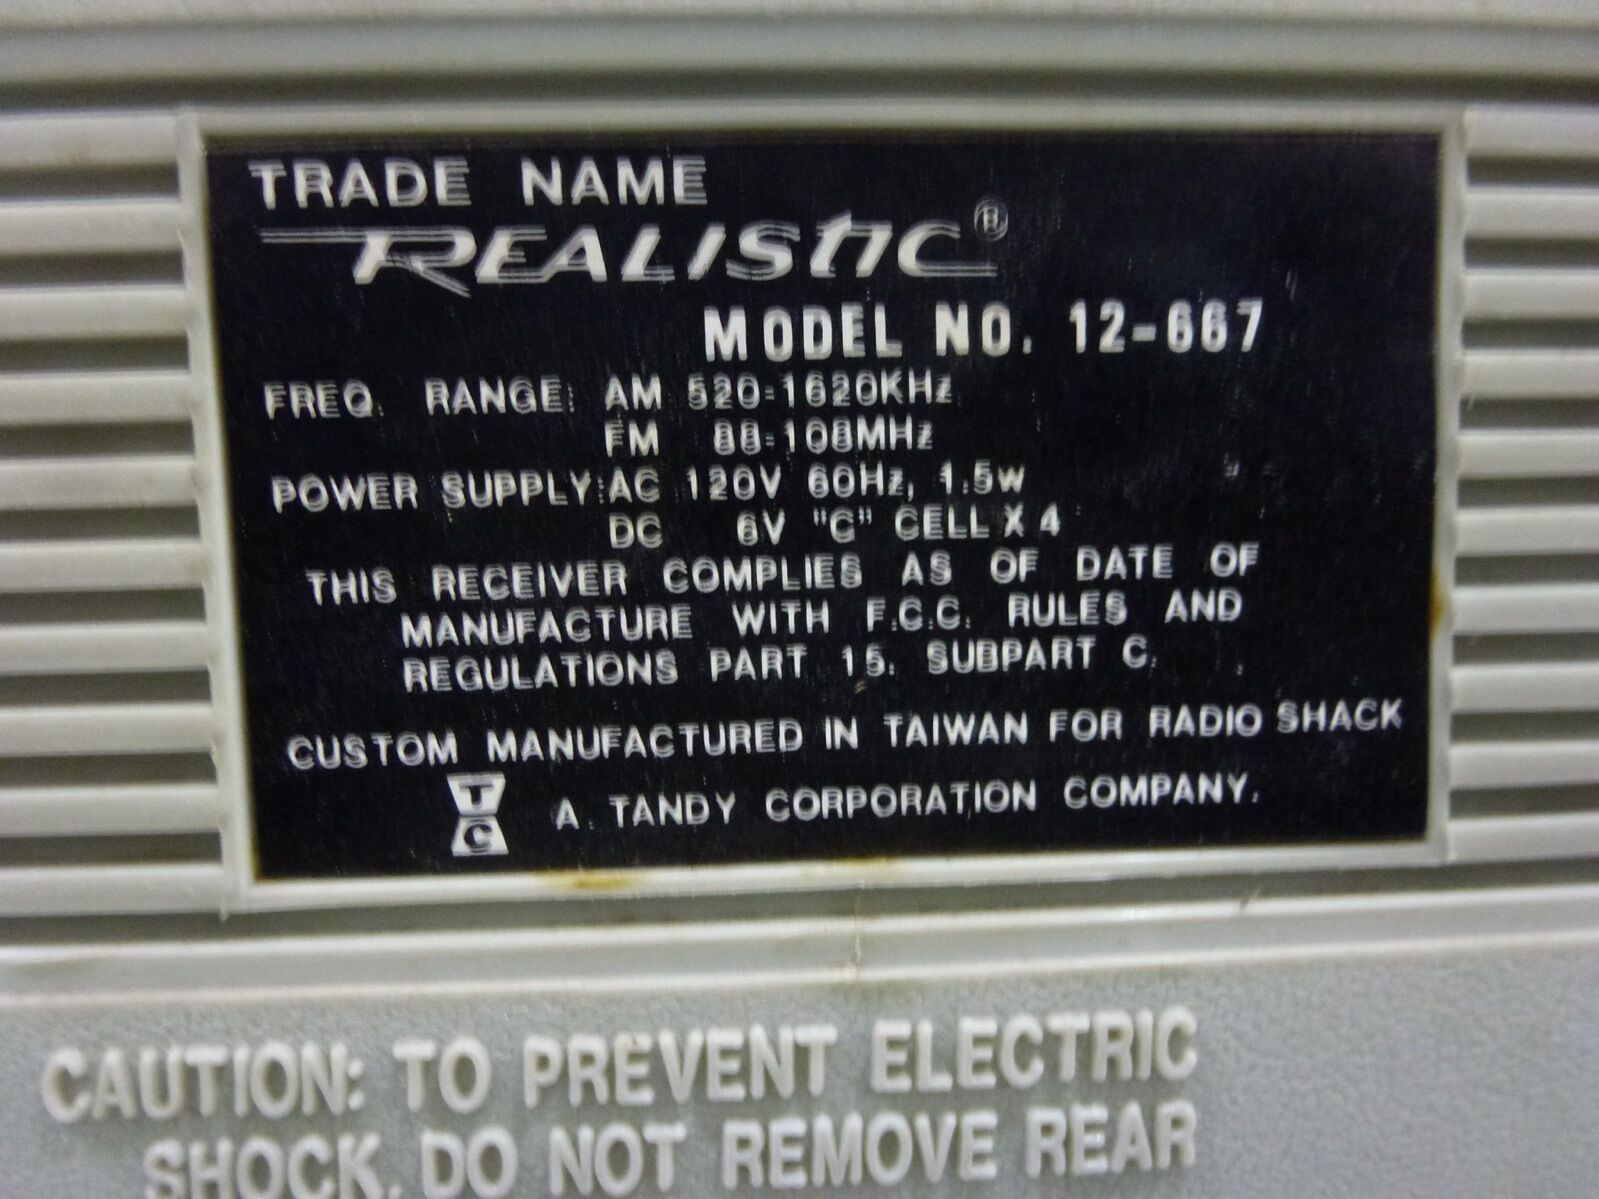 TRADE NAME
REALISTIC®
MODEL NO. 12-667
FREQ. RANGE: AM 520-1620KHz
FM 88-108MHz
POWER SUPPLY: AC 120V 60Hz, 1.5w
DC 6V "C" CELL X 4
THIS RECEIVER COMPLIES AS OF DATE OF
MANUFACTURE WITH F.C.C. RULES AND
REGULATIONS PART 15. SUBPART C.
CUSTOM MANUFACTURED IN TAIWAN FOR RADIO SHACK
TC A. TANDY CORPORATION COMPANY.
CAUTION: TO PREVENT ELECTRIC
SHOCK. DO NOT REMOVE REAR